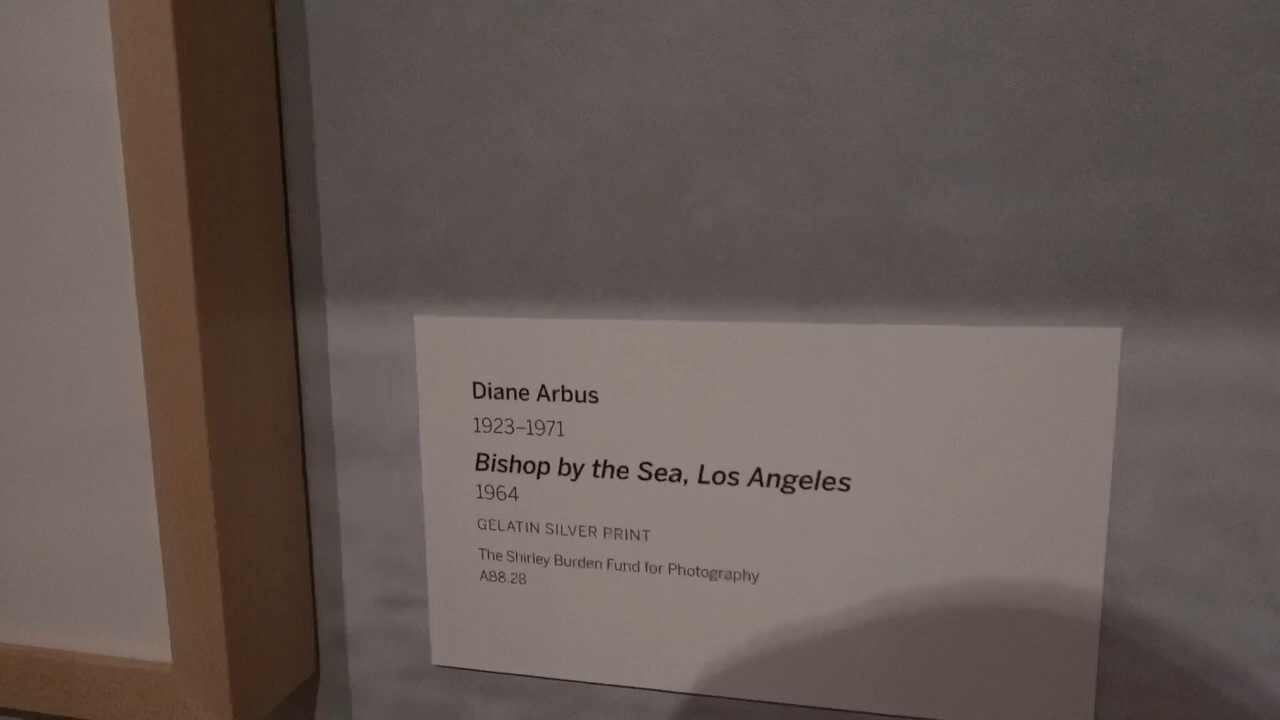 Diane Arbus
1923–1971
Bishop by the Sea, Los Angeles
1964
GELATIN SILVER PRINT
The Shirley Burden Fund for Photography
A88.28